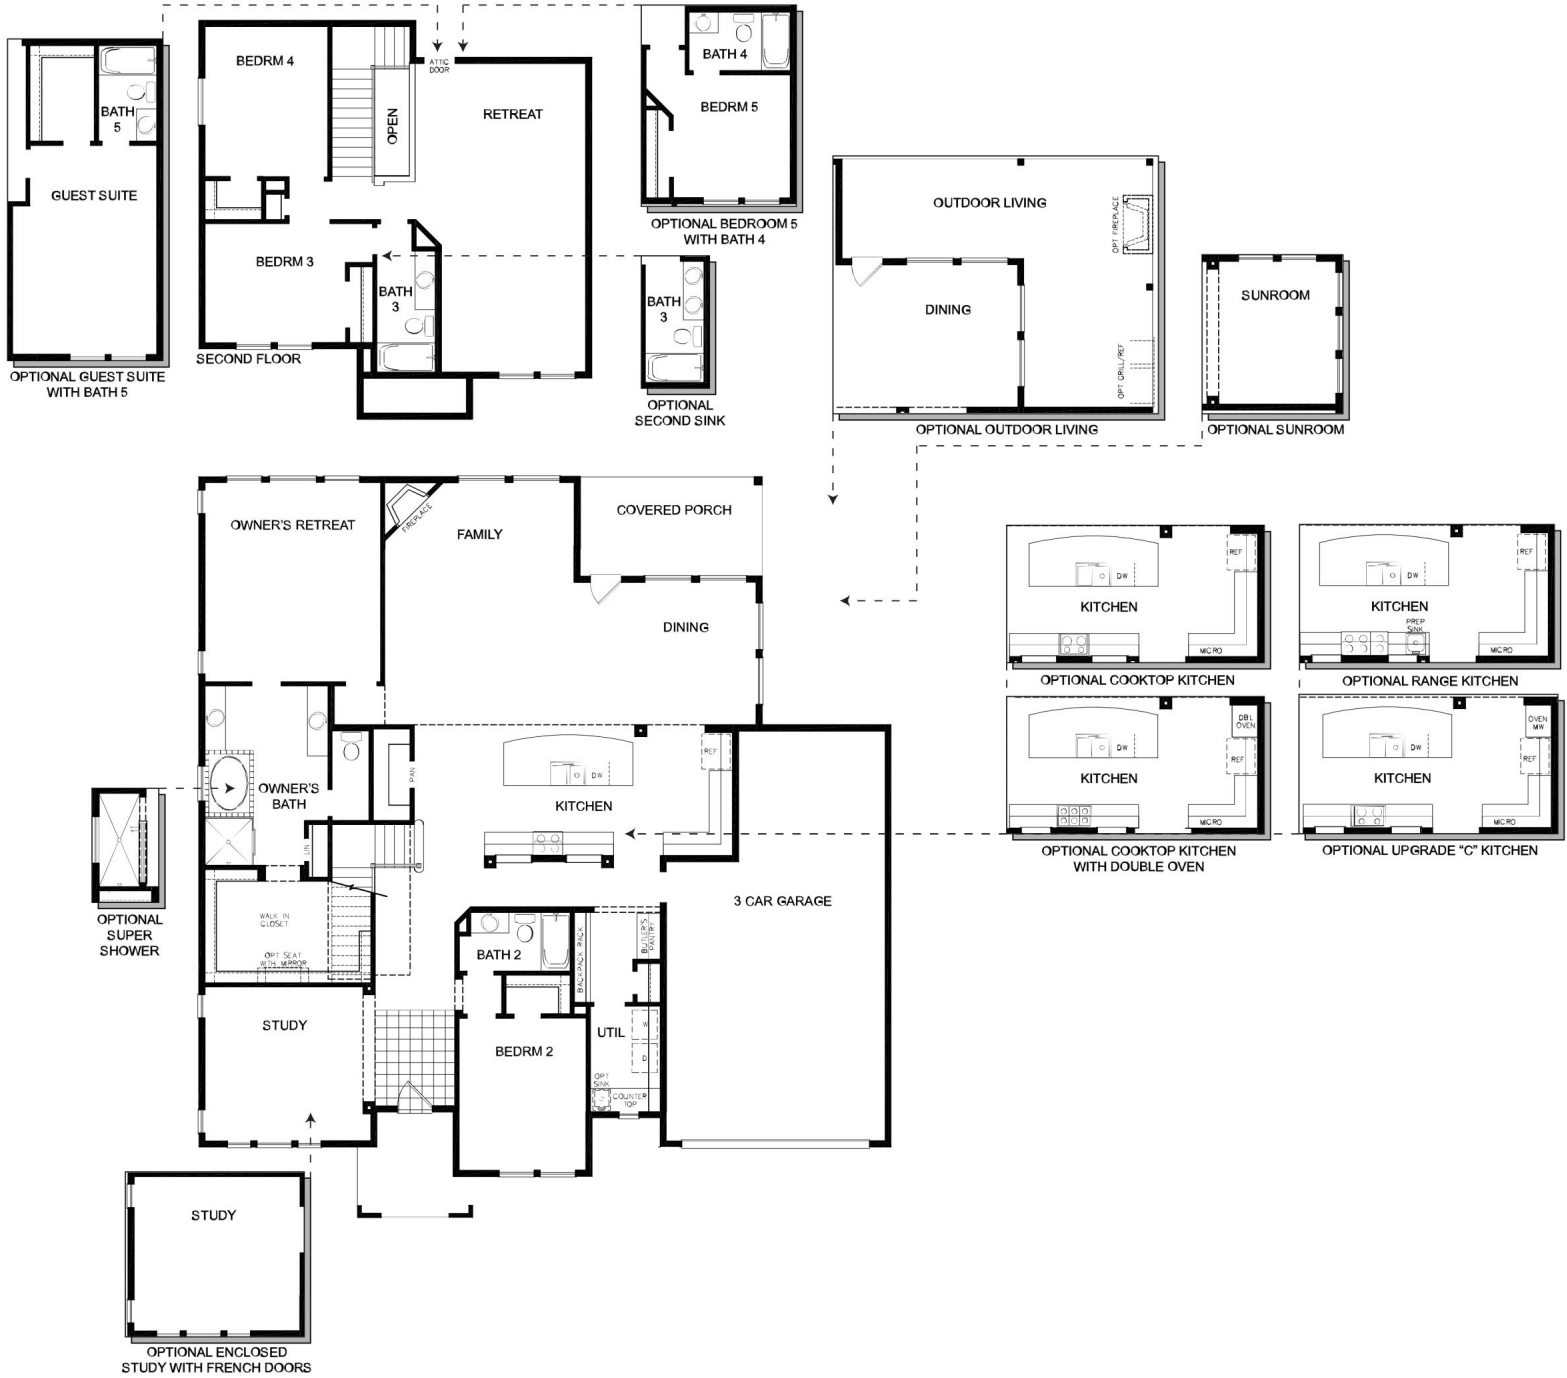 BEDRM 4
ATTIC
DOOR
OPEN
RETREAT
BEDRM 3
BATH
3
SECOND FLOOR
BATH
5
GUEST SUITE
OPTIONAL GUEST SUITE
WITH BATH 5
BATH 4
BEDRM 5
OPTIONAL BEDROOM 5
WITH BATH 4
BATH
3
OPTIONAL
SECOND SINK
OUTDOOR LIVING
OPT FIREPLACE
DINING
OPT GRILL/REF
OPTIONAL OUTDOOR LIVING
SUNROOM
OPTIONAL SUNROOM
OWNER'S RETREAT
FIREPLACE
FAMILY
COVERED PORCH
DINING
OWNER'S
BATH
PAN
LIN
REF
DW
KITCHEN
WALK IN
CLOSET
OPT SEAT
WITH MIRROR
3 CAR GARAGE
BATH 2
BACKPACK RACK
BUTLER'S
PANTRY
STUDY
BEDRM 2
UTIL
W
D
OPT
SINK
COUNTER
TOP
OPTIONAL
SUPER
SHOWER
STUDY
OPTIONAL ENCLOSED
STUDY WITH FRENCH DOORS
REF
DW
KITCHEN
MICRO
OPTIONAL COOKTOP KITCHEN
REF
DW
KITCHEN
PREP
SINK
MICRO
OPTIONAL RANGE KITCHEN
DBL
OVEN
DW
REF
KITCHEN
MICRO
OPTIONAL COOKTOP KITCHEN
WITH DOUBLE OVEN
OVEN
MW
DW
REF
KITCHEN
MICRO
OPTIONAL UPGRADE “C” KITCHEN